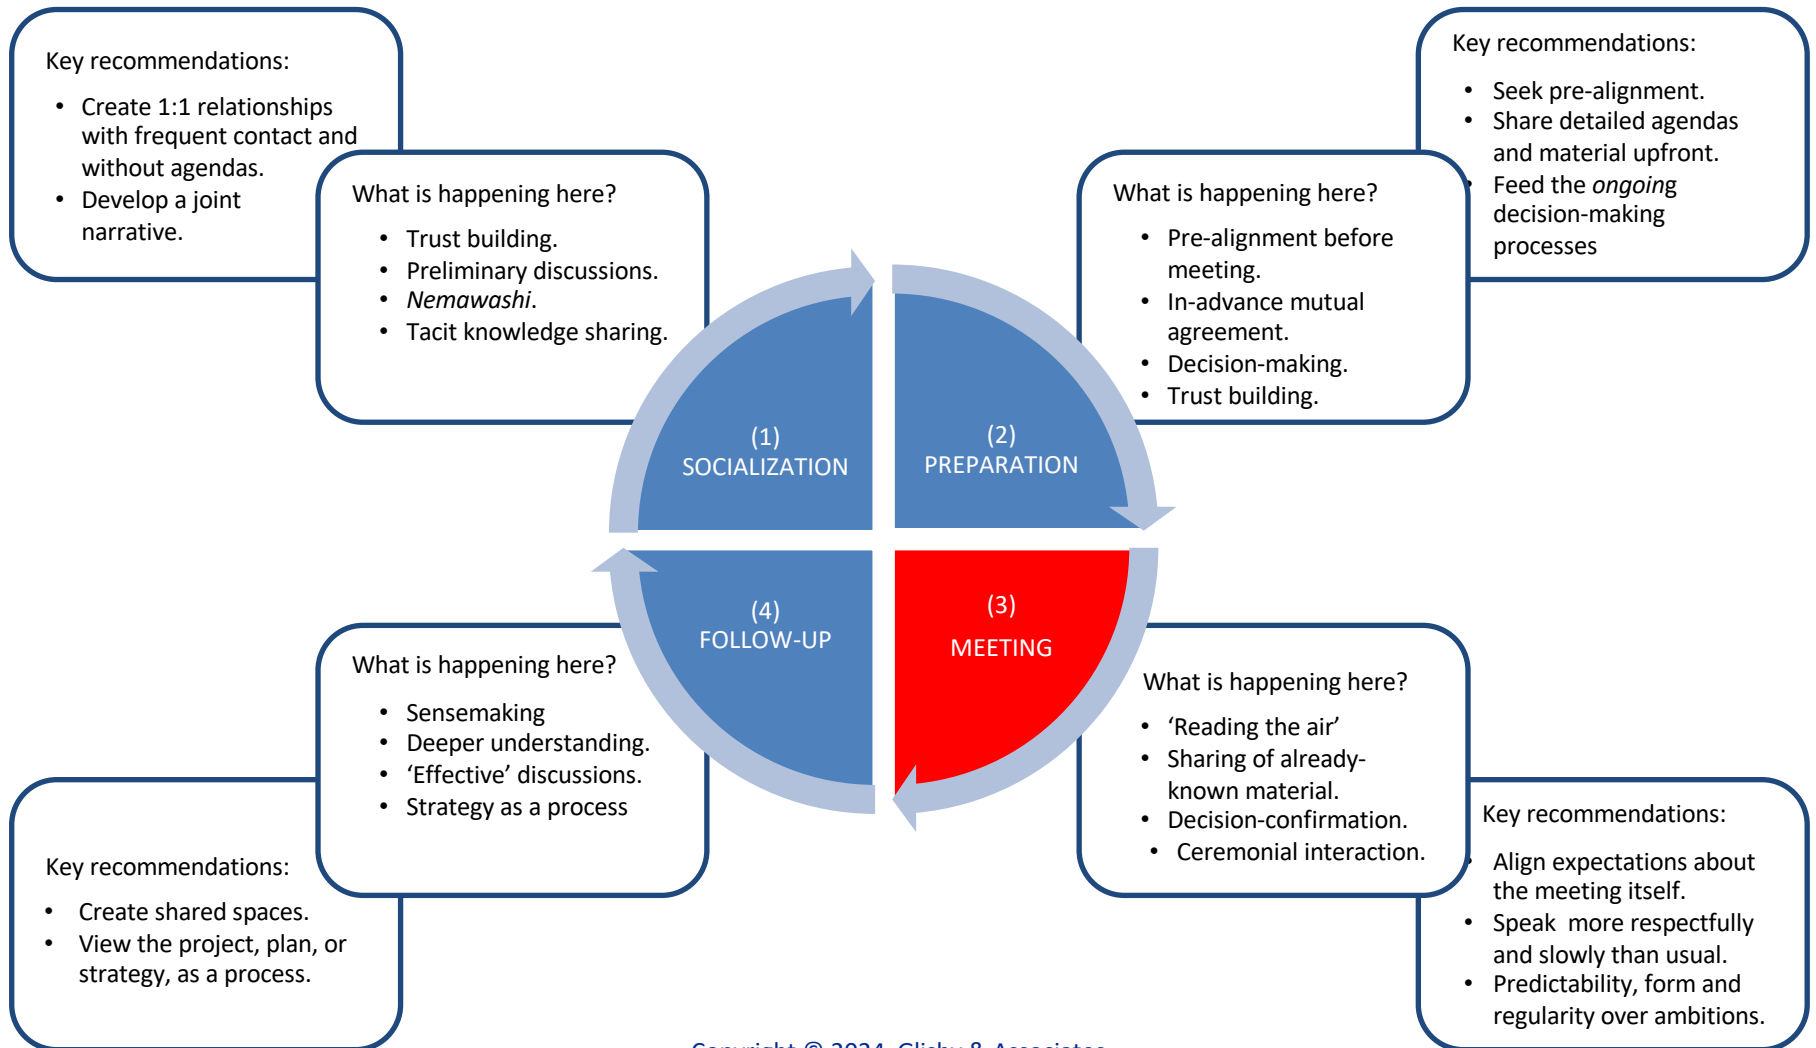 Key recommendations:
• Create 1:1 relationships
with frequent contact and
without agendas.
• Develop a joint
narrative.
What is happening here?
• Trust building.
• Preliminary discussions.
• Nemawashi.
• Tacit knowledge sharing.
Key recommendations:
• Seek pre-alignment.
• Share detailed agendas
and material upfront.
• Feed the ongoing
decision-making
processes
What is happening here?
• Pre-alignment before
meeting.
• In-advance mutual
agreement.
• Decision-making.
• Trust building.
(1)
SOCIALIZATION
(2)
PREPARATION
(3)
MEETING
(4)
FOLLOW-UP
What is happening here?
• Sensemaking
• Deeper understanding.
• ‘Effective’ discussions.
• Strategy as a process
Key recommendations:
• Create shared spaces.
• View the project, plan, or
strategy, as a process.
What is happening here?
• ‘Reading the air’
• Sharing of already-
known material.
• Decision-confirmation.
• Ceremonial interaction.
Key recommendations:
• Align expectations about
the meeting itself.
• Speak more respectfully
and slowly than usual.
• Predictability, form and
regularity over ambitions.
Copyright © 2024, Glisby & Associates